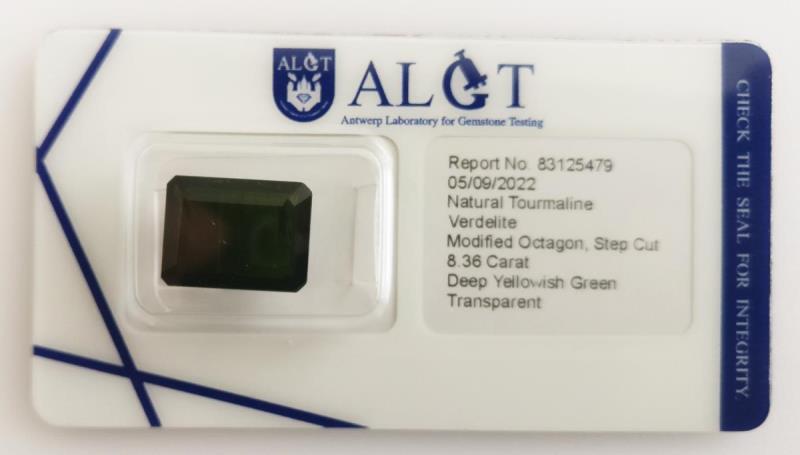 ALGT
ALGT
Antwerp Laboratory for Gemstone Testing
Report No. 83125479
05/09/2022
Natural Tourmaline
Verdelite
Modified Octagon, Step Cut
8.36 Carat
Deep Yellowish Green
Transparent
CHECK THE SEAL FOR INTEGRITY.